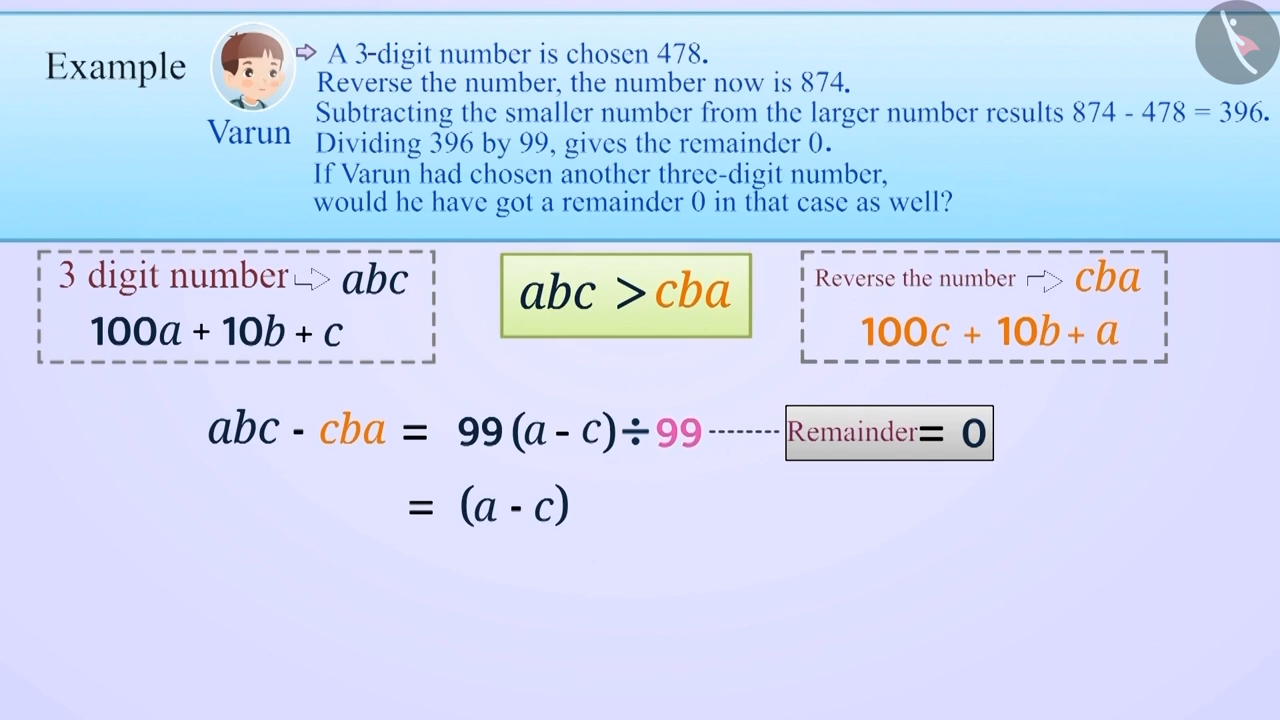 Example
Varun
⇨ A 3-digit number is chosen 478.
Reverse the number, the number now is 874.
Subtracting the smaller number from the larger number results 874 - 478 = 396.
Dividing 396 by 99, gives the remainder 0.
If Varun had chosen another three-digit number,
would he have got a remainder 0 in that case as well?
3 digit number ⇨ abc
100a + 10b + c
abc > cba
Reverse the number ⇨ cba
100c + 10b + a
abc - cba = 99 (a - c) ÷ 99 -------- Remainder = 0
= (a - c)